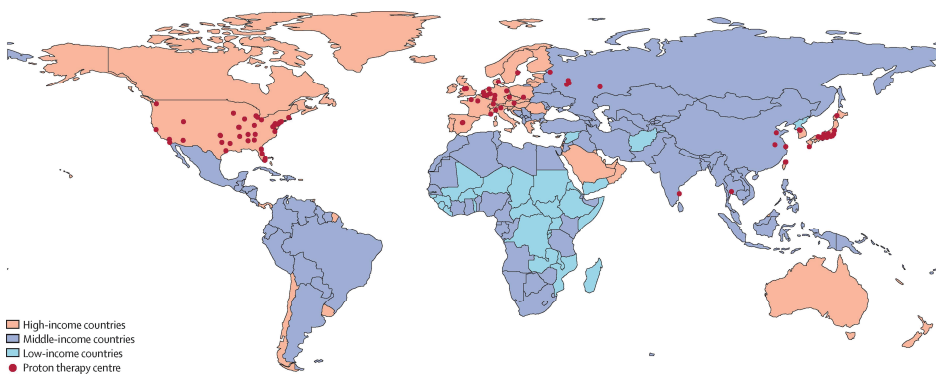 High-income countries
Middle-income countries
Low-income countries
Proton therapy centre